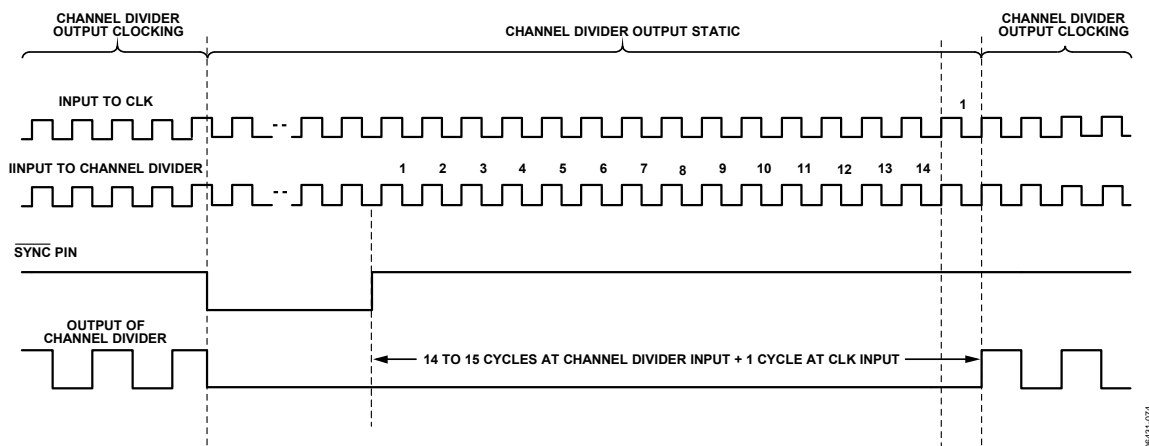 CHANNEL DIVIDER
OUTPUT CLOCKING
CHANNEL DIVIDER OUTPUT STATIC
CHANNEL DIVIDER
OUTPUT CLOCKING
INPUT TO CLK
1
IINPUT TO CHANNEL DIVIDER
1 2 3 4 5 6 7 8 9 10 11 12 13 14
SYNC PIN
OUTPUT OF
CHANNEL DIVIDER
14 TO 15 CYCLES AT CHANNEL DIVIDER INPUT + 1 CYCLE AT CLK INPUT
06431-074